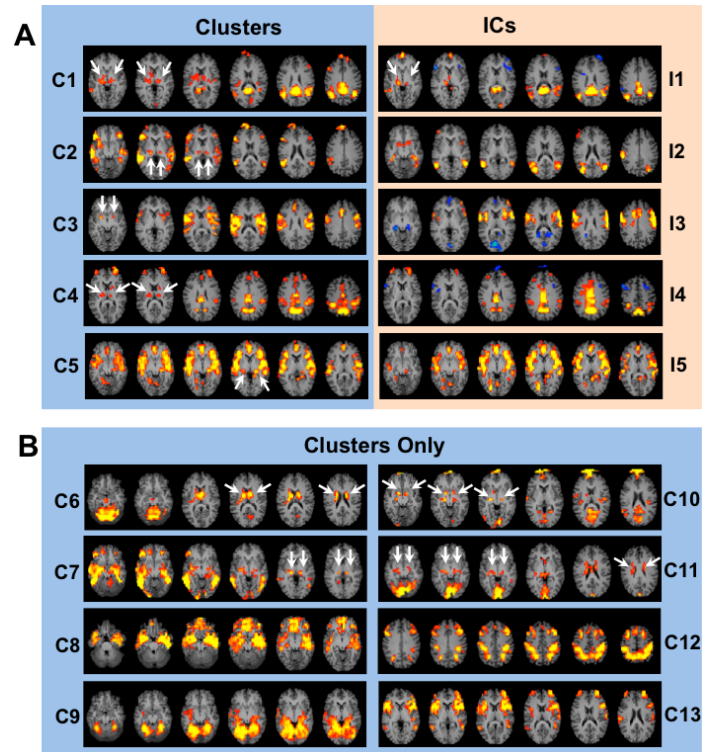 A
Clusters
ICs
C1
I1
C2
I2
C3
I3
C4
I4
C5
I5
B
Clusters Only
C6
C10
C7
C11
C8
C12
C9
C13